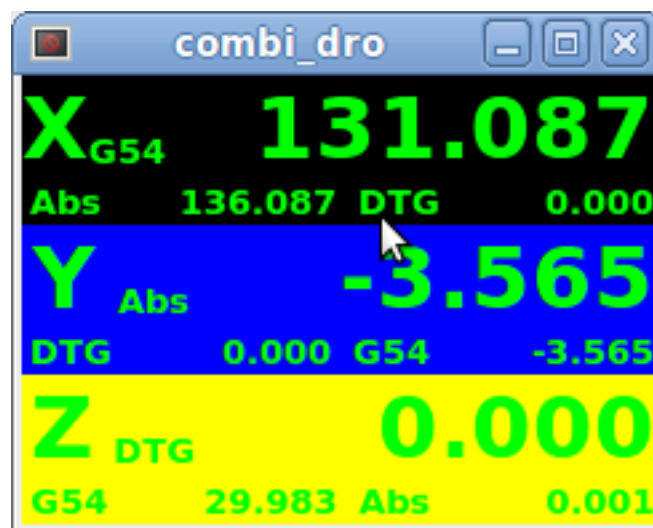 combi_dro
X G54 131.087
Abs 136.087 DTG 0.000
Y Abs -3.565
DTG 0.000 G54 -3.565
Z DTG 0.000
G54 29.983 Abs 0.001